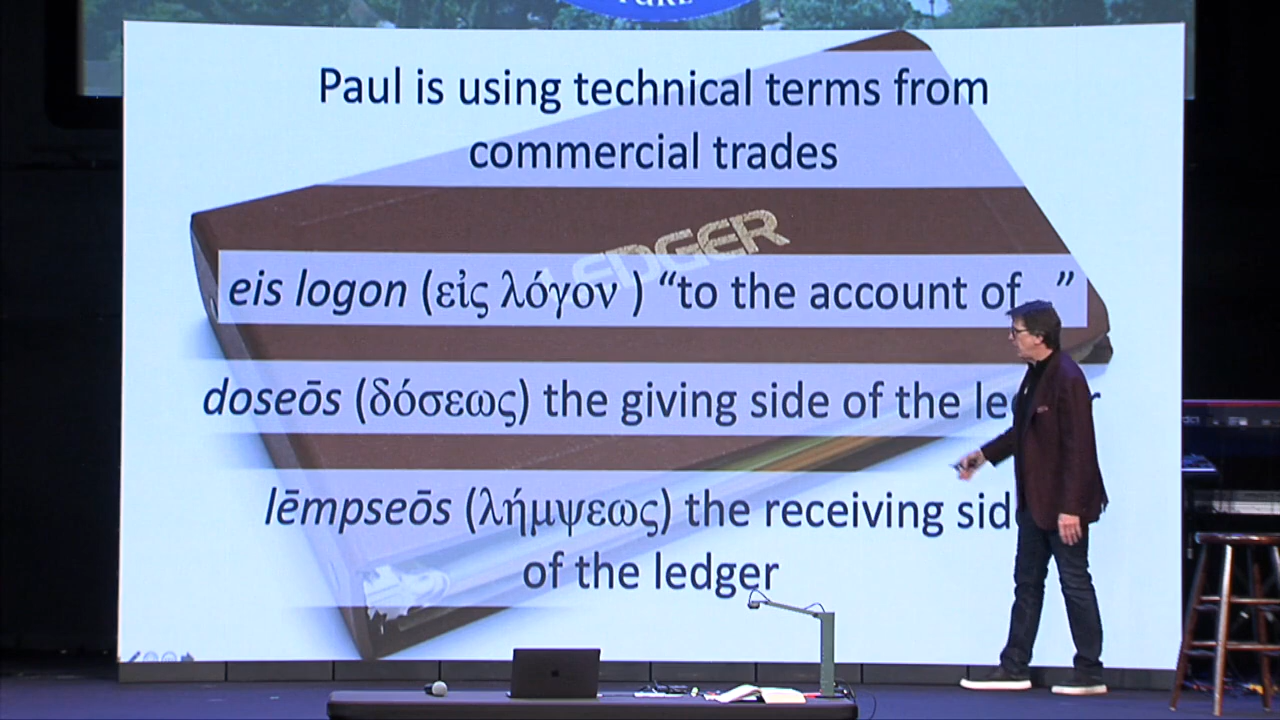 Paul is using technical terms from
commercial trades
LEDGER
eis logon (εἰς λόγον ) “to the account of...”
doseōs (δόσεως) the giving side of the
lēmpseōs (λήμψεως) the receiving
of the ledger